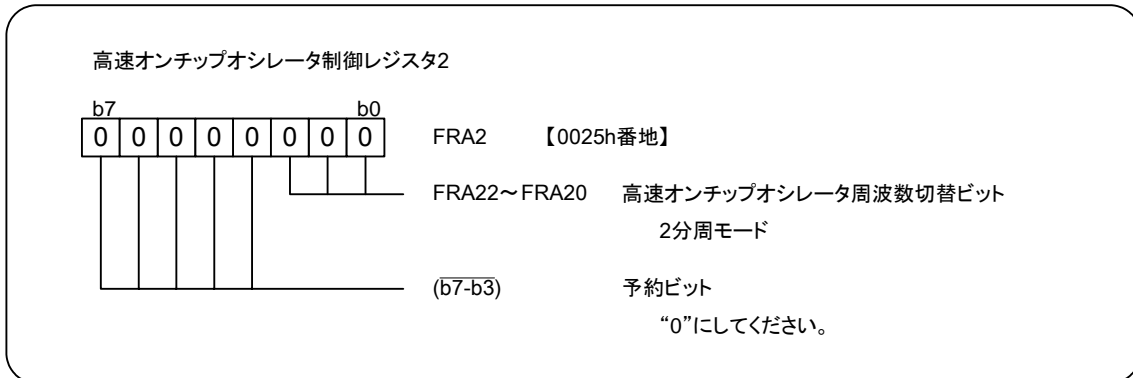 高速オンチップオシレータ制御レジスタ2
b7 b0
0 0 0 0 0 0 0 0 FRA2 【0025h番地】
FRA22～FRA20 高速オンチップオシレータ周波数切替ビット
2分周モード
(b7-b3) 予約ビット
“0”にしてください。